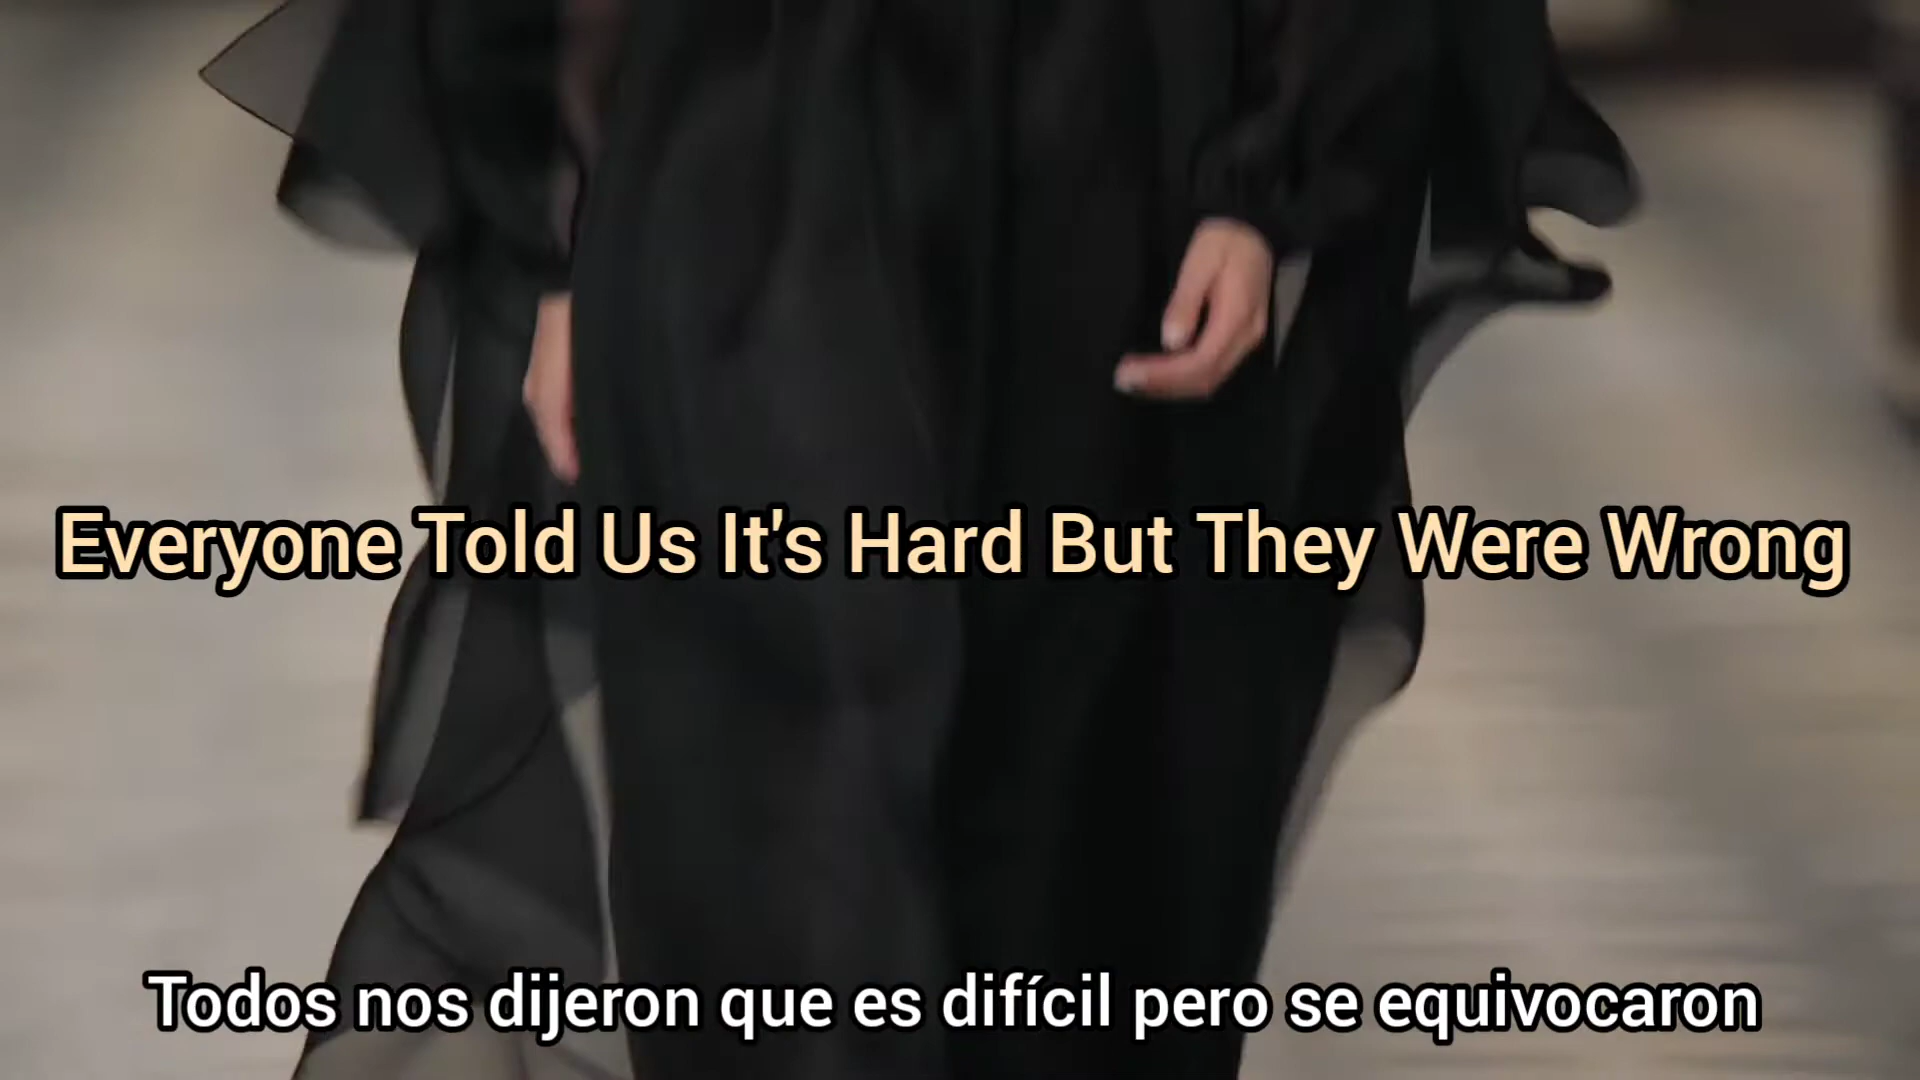 Everyone Told Us It's Hard But They Were Wrong
Todos nos dijeron que es difícil pero se equivocaron